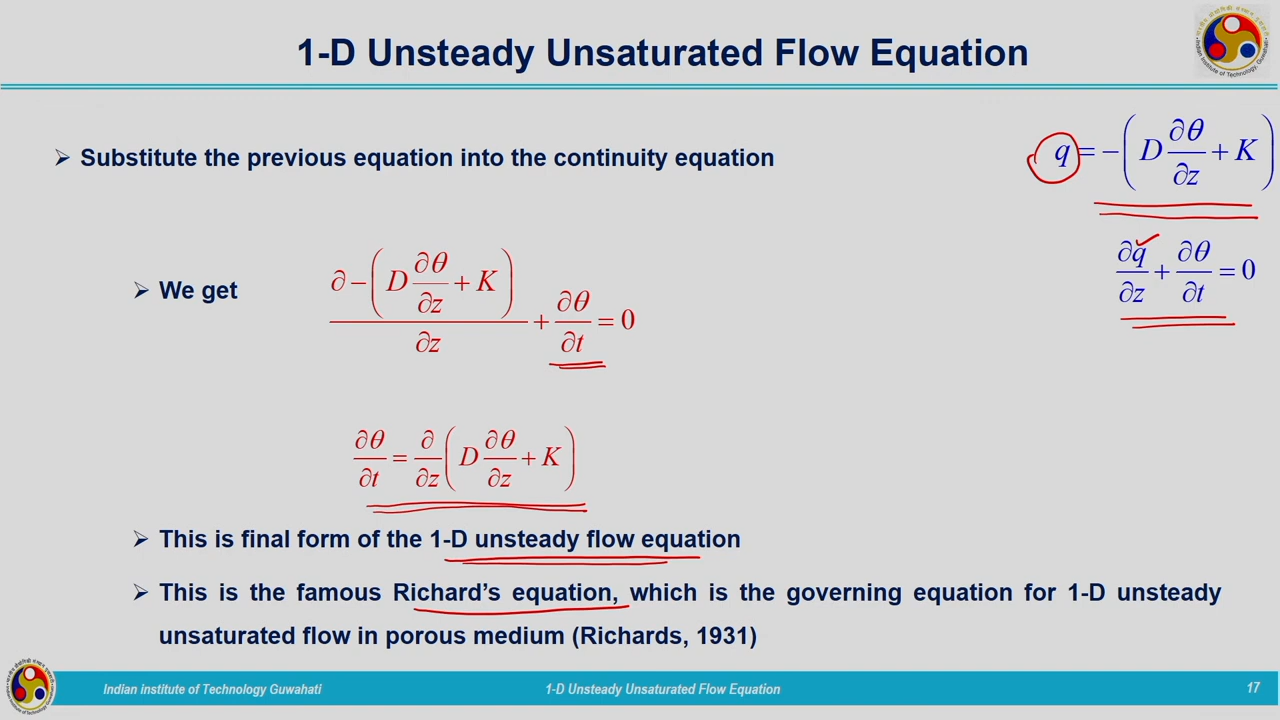 1-D Unsteady Unsaturated Flow Equation
➢ Substitute the previous equation into the continuity equation
q = −(D ∂θ/∂z + K)
∂q/∂z + ∂θ/∂t = 0
➢ We get
∂−(D ∂θ/∂z + K)/∂z + ∂θ/∂t = 0
∂θ/∂t = ∂/∂z (D ∂θ/∂z + K)
➢ This is final form of the 1-D unsteady flow equation
➢ This is the famous Richard’s equation, which is the governing equation for 1-D unsteady
unsaturated flow in porous medium (Richards, 1931)
Indian institute of Technology Guwahati
1-D Unsteady Unsaturated Flow Equation
17